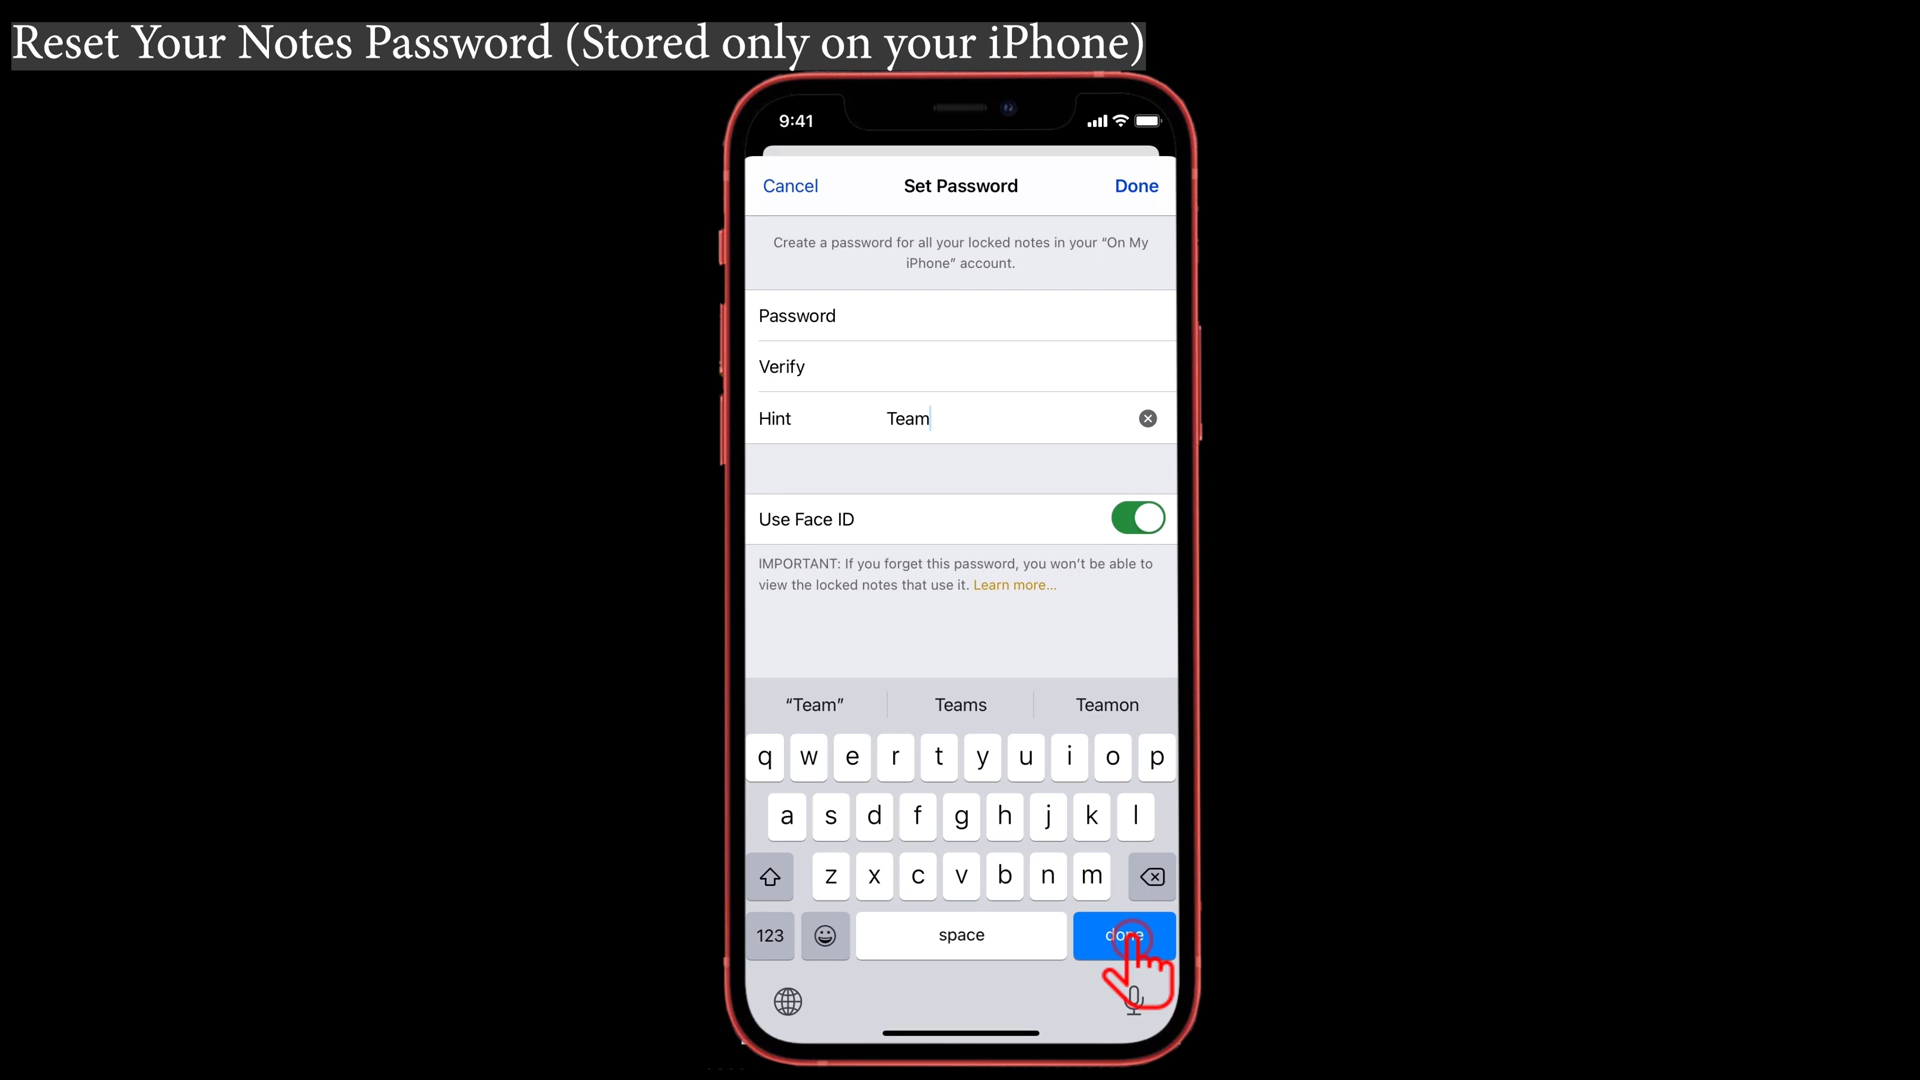 Reset Your Notes Password (Stored only on your iPhone)
9:41
Cancel Set Password Done
Create a password for all your locked notes in your “On My
iPhone” account.
Password
Verify
Hint Team
Use Face ID
IMPORTANT: If you forget this password, you won’t be able to
view the locked notes that use it. Learn more...
“Team” Teams Teamon
q w e r t y u i o p
a s d f g h j k l
z x c v b n m
123 space done